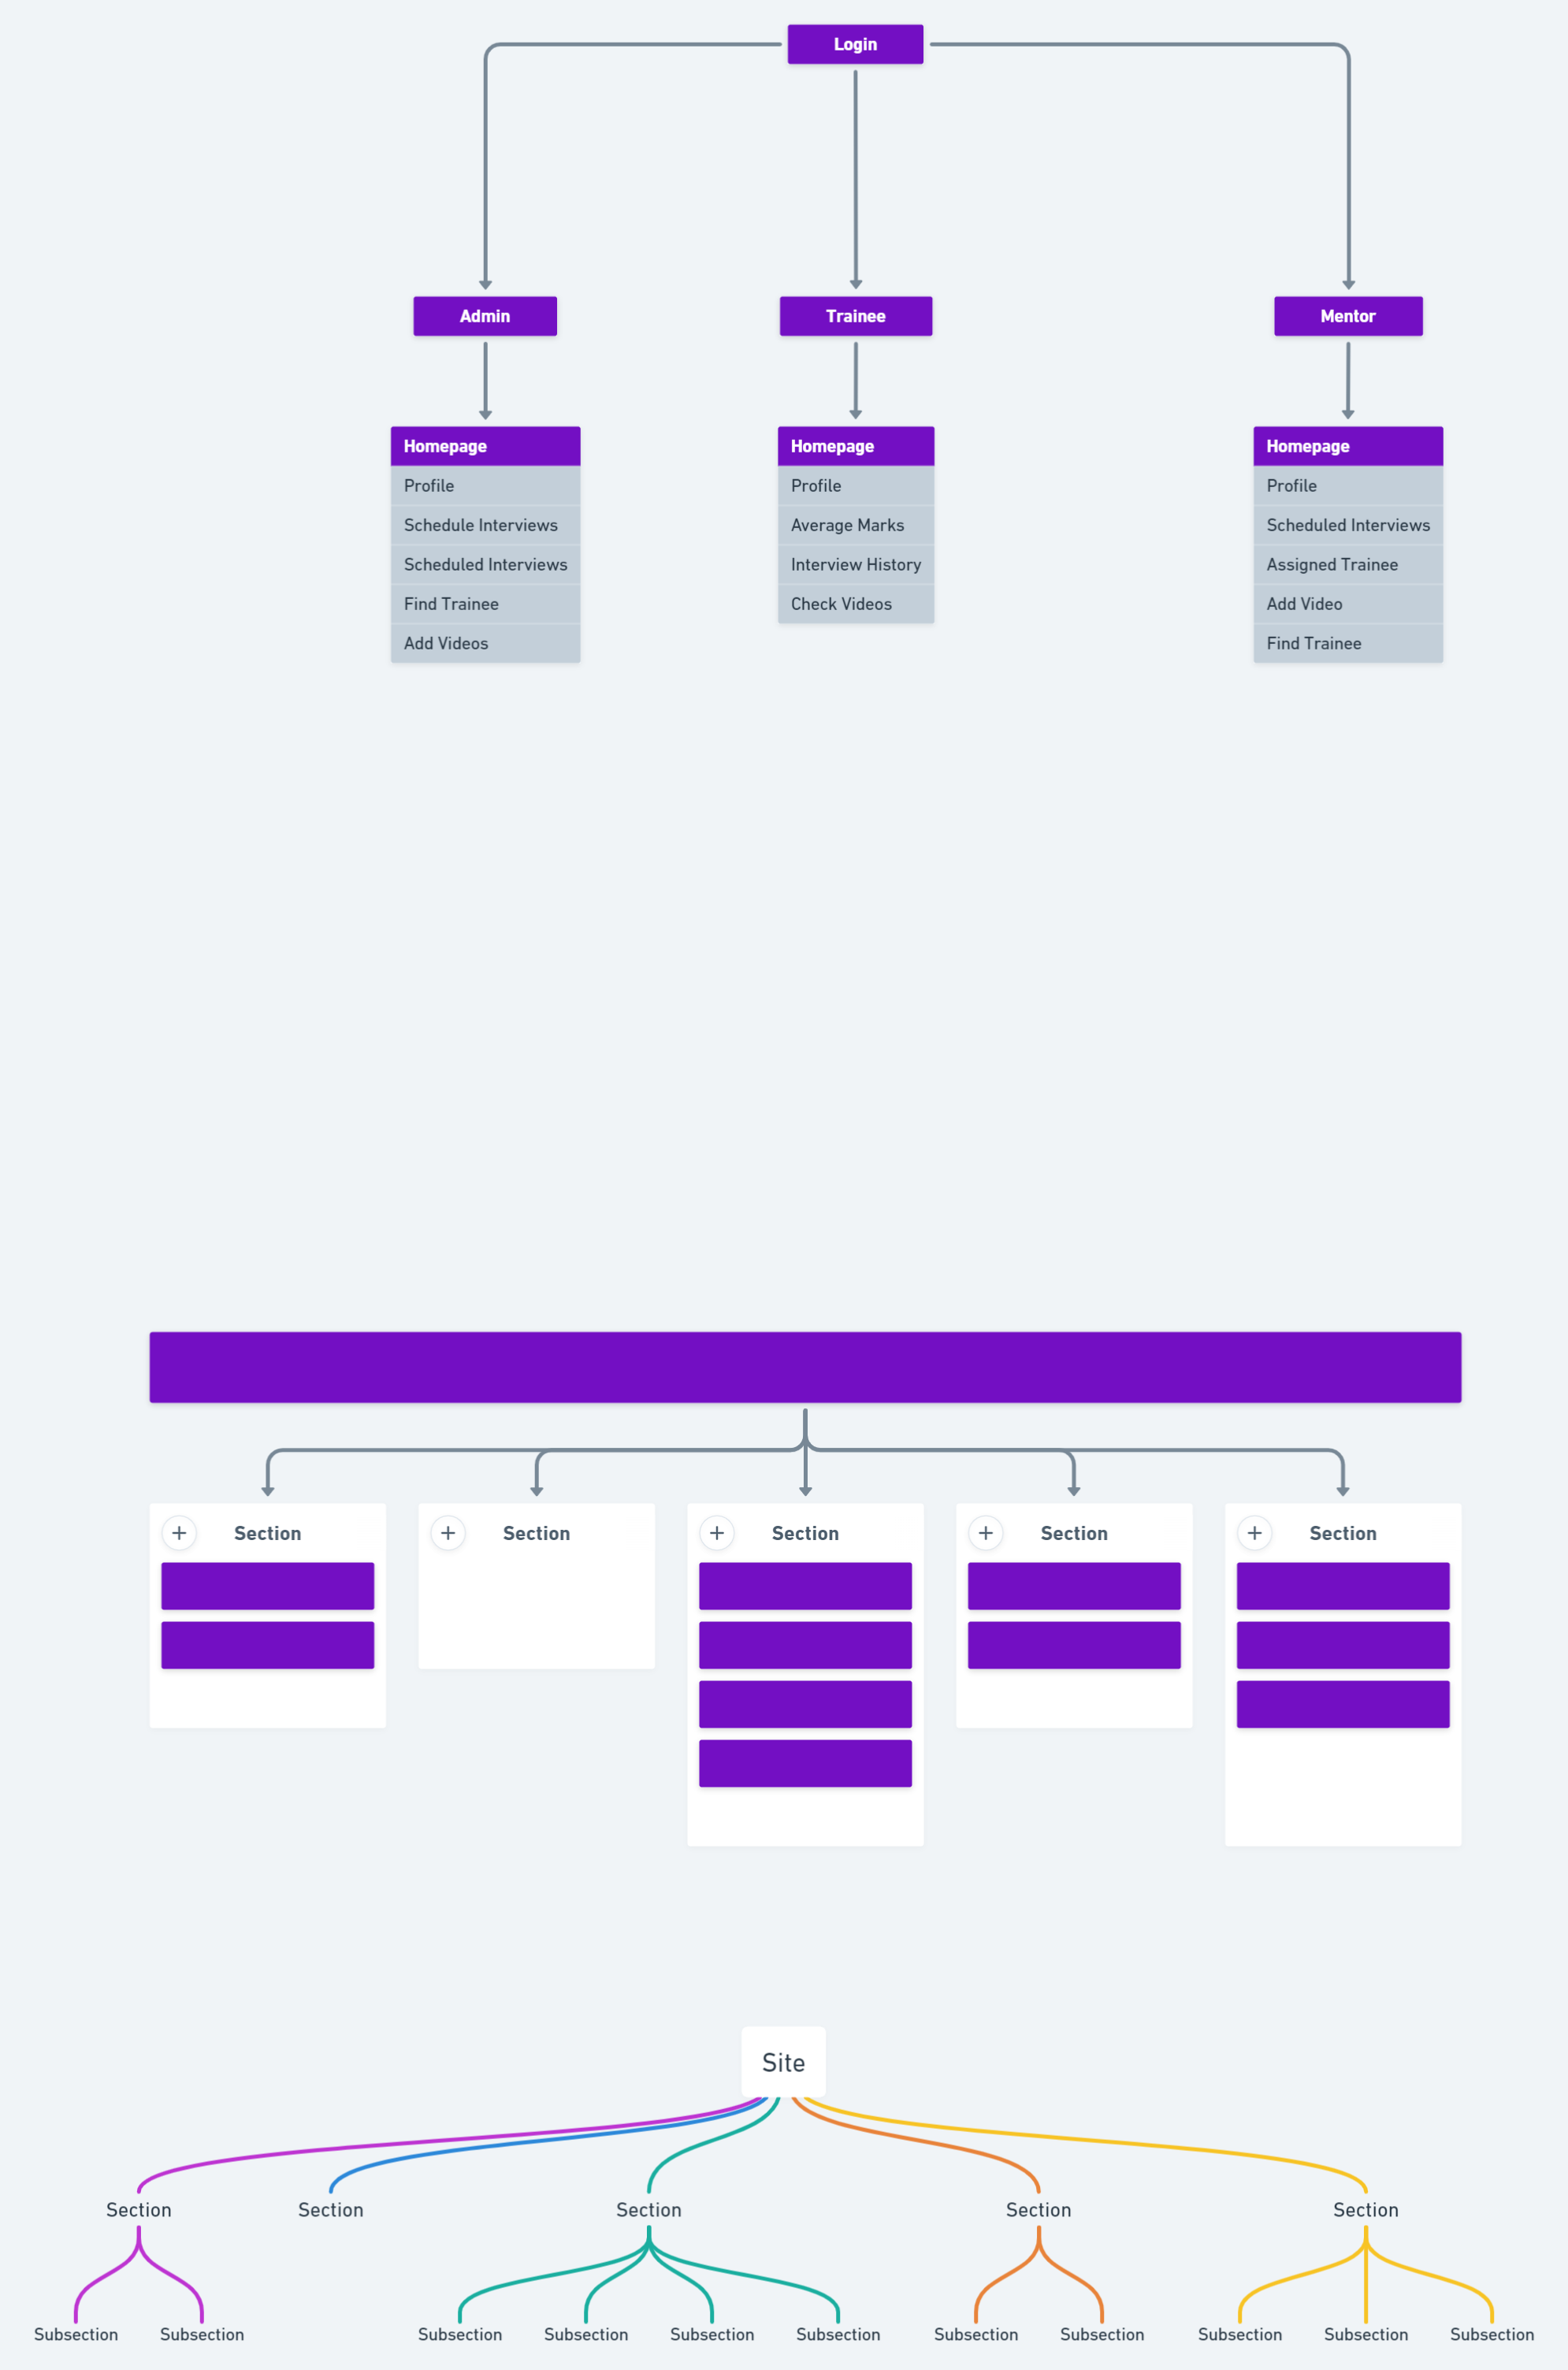 Login
Admin
Trainee
Mentor
Homepage
Profile
Schedule Interviews
Scheduled Interviews
Find Trainee
Add Videos
Homepage
Profile
Average Marks
Interview History
Check Videos
Homepage
Profile
Scheduled Interviews
Assigned Trainee
Add Video
Find Trainee
+ Section
+ Section
+ Section
+ Section
+ Section
Site
Section
Section
Section
Section
Section
Subsection
Subsection
Subsection
Subsection
Subsection
Subsection
Subsection
Subsection
Subsection
Subsection
Subsection